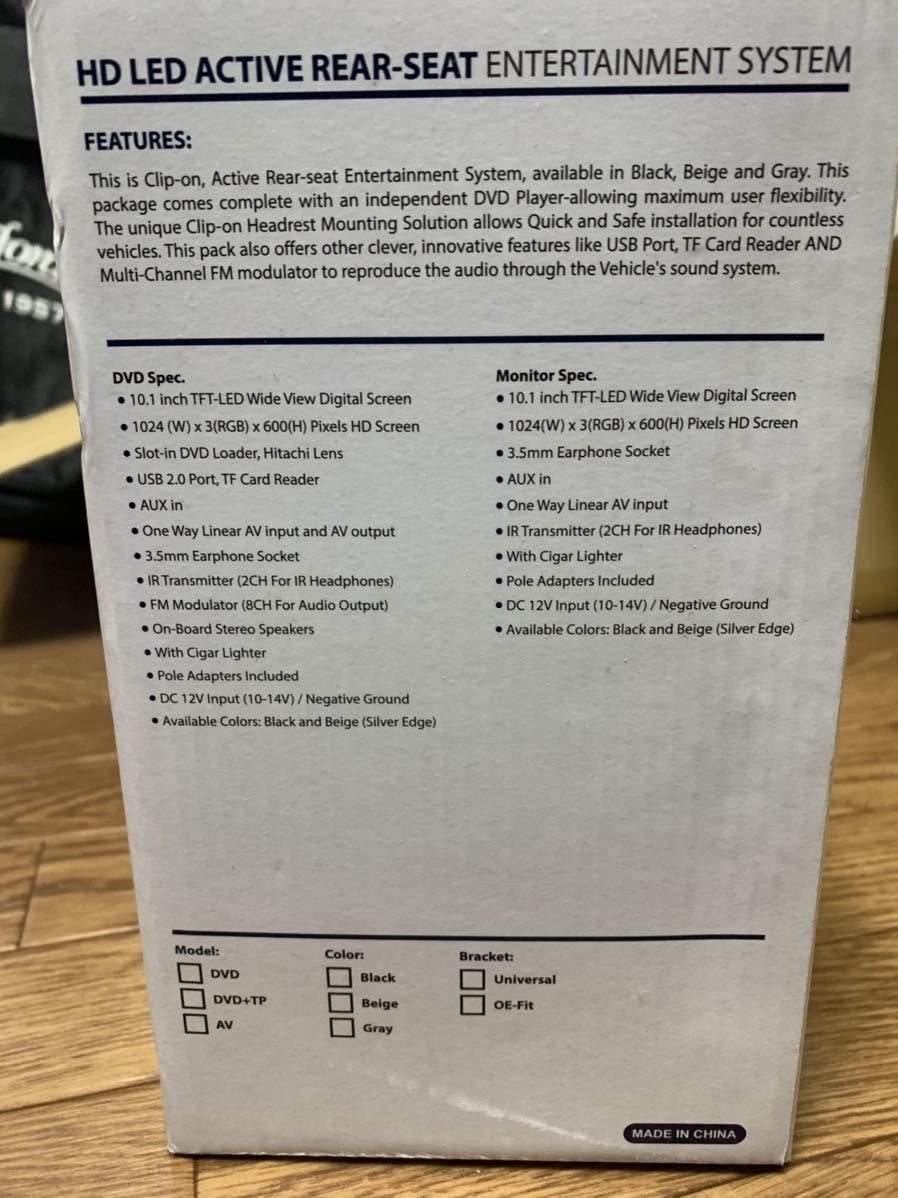 HD LED ACTIVE REAR-SEAT ENTERTAINMENT SYSTEM
FEATURES:
This is Clip-on, Active Rear-seat Entertainment System, available in Black, Beige and Gray. This
package comes complete with an independent DVD Player-allowing maximum user flexibility.
The unique Clip-on Headrest Mounting Solution allows Quick and Safe installation for countless
vehicles. This pack also offers other clever, innovative features like USB Port, TF Card Reader AND
Multi-Channel FM modulator to reproduce the audio through the Vehicle's sound system.
DVD Spec.
• 10.1 inch TFT-LED Wide View Digital Screen
• 1024 (W) x 3(RGB) x 600(H) Pixels HD Screen
• Slot-in DVD Loader, Hitachi Lens
• USB 2.0 Port, TF Card Reader
• AUX in
• One Way Linear AV input and AV output
• 3.5mm Earphone Socket
• IR Transmitter (2CH For IR Headphones)
• FM Modulator (8CH For Audio Output)
• On-Board Stereo Speakers
• With Cigar Lighter
• Pole Adapters Included
• DC 12V Input (10-14V) / Negative Ground
• Available Colors: Black and Beige (Silver Edge)
Monitor Spec.
• 10.1 inch TFT-LED Wide View Digital Screen
• 1024(W) x 3(RGB) x 600(H) Pixels HD Screen
• 3.5mm Earphone Socket
• AUX in
• One Way Linear AV input
• IR Transmitter (2CH For IR Headphones)
• With Cigar Lighter
• Pole Adapters Included
• DC 12V Input (10-14V) / Negative Ground
• Available Colors: Black and Beige (Silver Edge)
Model:
DVD
DVD+TP
AV
Color:
Black
Beige
Gray
Bracket:
Universal
OE-Fit
MADE IN CHINA
1957